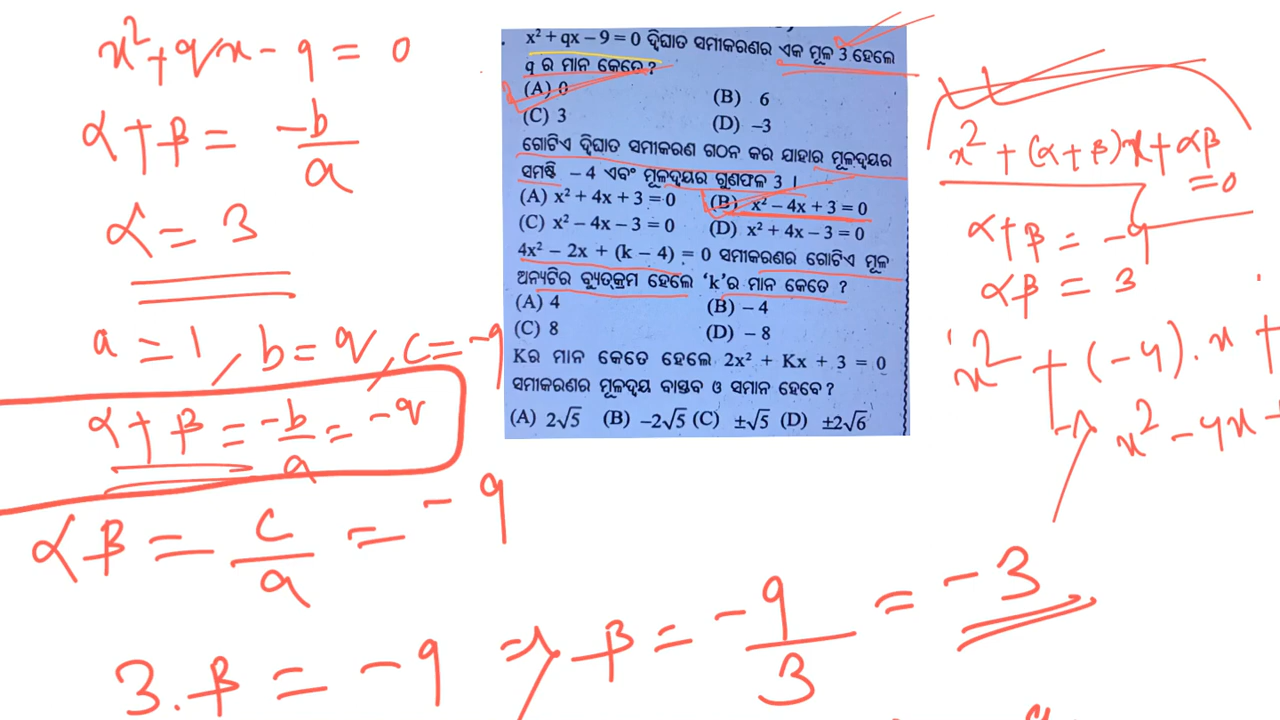 x² + qx - 9 = 0
α + β = -b/a
α = 3
a = 1, b = q, c = -9
α + β = -b/a = -q
αβ = c/a = -9
3.β = -9 ⇒ β = -9/3 = -3
x² + qx – 9 = 0 ଦ୍ୱିଘାତ ସମୀକରଣର ଏକ ମୂଳ 3 ହେଲେ
q ର ମାନ କେତେ ?
(A) 0 (B) 6
(C) 3 (D) –3
ଗୋଟିଏ ଦ୍ୱିଘାତ ସମୀକରଣ ଗଠନ କର ଯାହାର ମୂଳଦ୍ୱୟର
ସମଷ୍ଟି – 4 ଏବଂ ମୂଳଦ୍ୱୟର ଗୁଣଫଳ 3 ।
(A) x² + 4x + 3 = 0 (B) x² – 4x + 3 = 0
(C) x² – 4x – 3 = 0 (D) x² + 4x – 3 = 0
4x² – 2x + (k – 4) = 0 ସମୀକରଣର ଗୋଟିଏ ମୂଳ
ଅନ୍ୟଟିର ବ୍ୟୁତ୍କ୍ରମ ହେଲେ ‘k’ର ମାନ କେତେ ?
(A) 4 (B) – 4
(C) 8 (D) – 8
Kର ମାନ କେତେ ହେଲେ 2x² + Kx + 3 = 0
ସମୀକରଣର ମୂଳଦ୍ୱୟ ବାସ୍ତବ ଓ ସମାନ ହେବେ ?
(A) 2√5 (B) –2√5 (C) ±√5 (D) ±2√6
x² + (α + β)x + αβ
= 0
α + β = -4
αβ = 3
x² + (-4).x +
→ x² - 4x